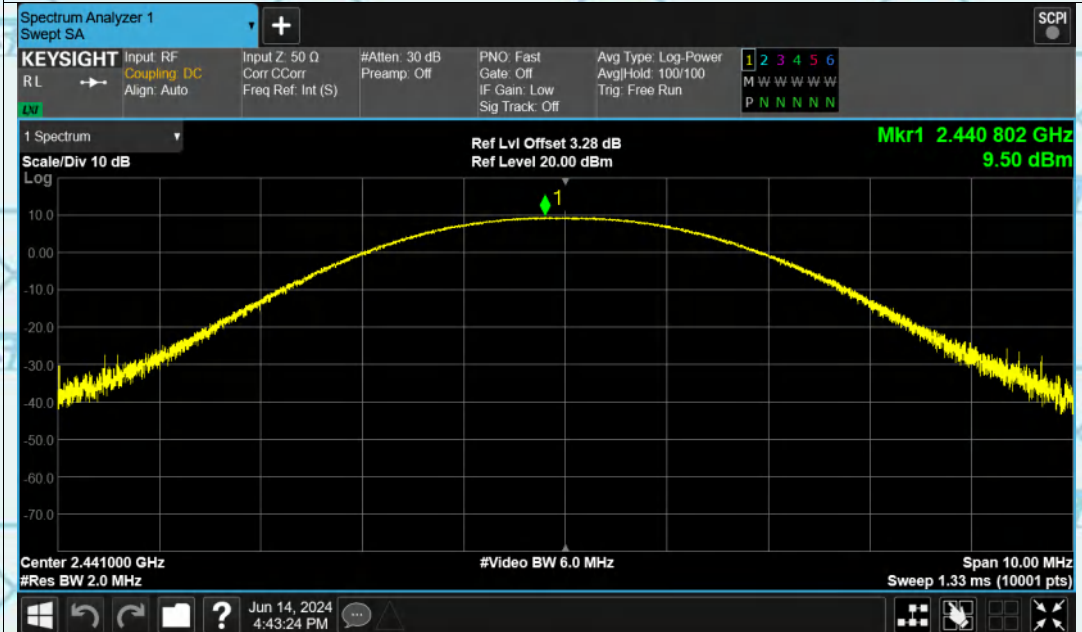 Spectrum Analyzer 1
Swept SA
+
SCPI
KEYSIGHT
RL
LXI
Input: RF
Coupling: DC
Align: Auto
Input Z: 50 Ω
Corr CCorr
Freq Ref: Int (S)
#Atten: 30 dB
Preamp: Off
PNO: Fast
Gate: Off
IF Gain: Low
Sig Track: Off
Avg Type: Log-Power
Avg|Hold: 100/100
Trig: Free Run
1 2 3 4 5 6
M W W W W W
P N N N N N
1 Spectrum
Scale/Div 10 dB
Log
Ref Lvl Offset 3.28 dB
Ref Level 20.00 dBm
Mkr1 2.440 802 GHz
9.50 dBm
1
10.0
0.00
-10.0
-20.0
-30.0
-40.0
-50.0
-60.0
-70.0
Center 2.441000 GHz
#Res BW 2.0 MHz
#Video BW 6.0 MHz
Span 10.00 MHz
Sweep 1.33 ms (10001 pts)
?
Jun 14, 2024
4:43:24 PM